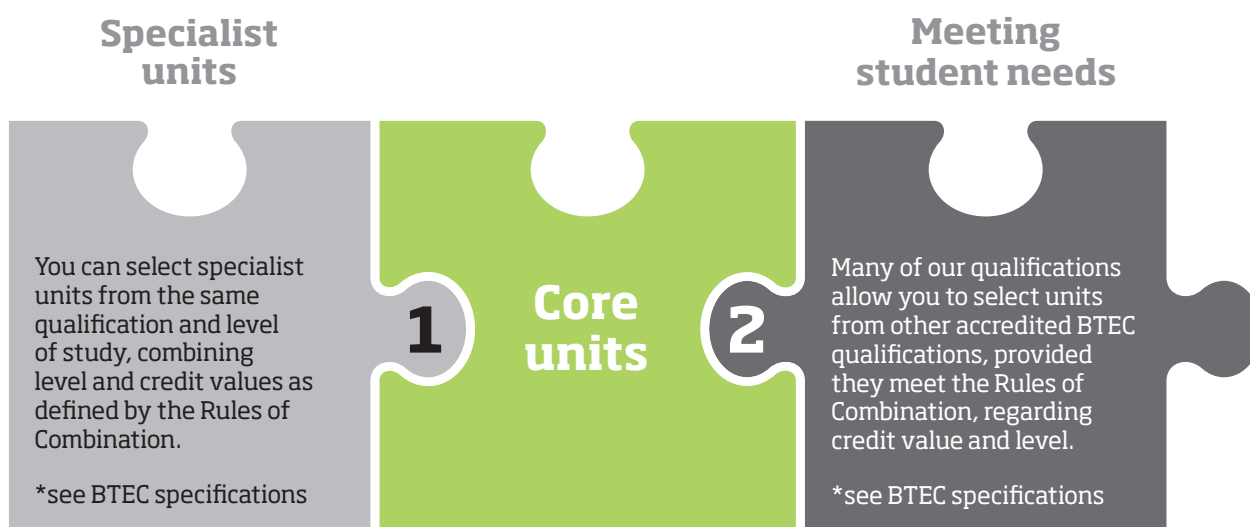 Specialist
units
You can select specialist
units from the same
qualification and level
of study, combining
level and credit values as
defined by the Rules of
Combination.
*see BTEC specifications
1
Core
units
2
Meeting
student needs
Many of our qualifications
allow you to select units
from other accredited BTEC
qualifications, provided
they meet the Rules of
Combination, regarding
credit value and level.
*see BTEC specifications